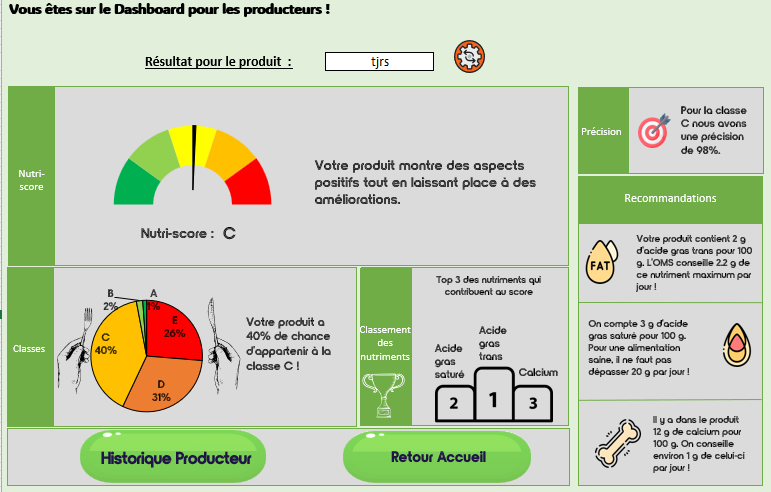 Vous êtes sur le Dashboard pour les producteurs !
Résultat pour le produit :
tjrs
Nutri-
score
Votre produit montre des aspects
positifs tout en laissant place à des
améliorations.
Nutri-score : C
Précision
Pour la classe
C nous avons
une précision
de 98%.
Recommandations
FAT
Votre produit contient 2 g
d'acide gras trans pour 100
g. L'OMS conseille 2.2 g de
ce nutriment maximum par
jour !
On compte 3 g d'acide
gras saturé pour 100 g.
Pour une alimentation
saine, il ne faut pas
dépasser 20 g par jour !
Il y a dans le produit
12 g de calcium pour
100 g. On conseille
environ 1 g de celui-ci
par jour !
Classes
B
2%
A
1%
E
26%
C
40%
D
31%
Votre produit a
40% de chance
d'appartenir à la
classe C !
Classement
des
nutriments
Top 3 des nutriments qui
contribuent au score
Acide
gras
saturé
Acide
gras
trans
Calcium
2
1
3
Historique Producteur
Retour Accueil